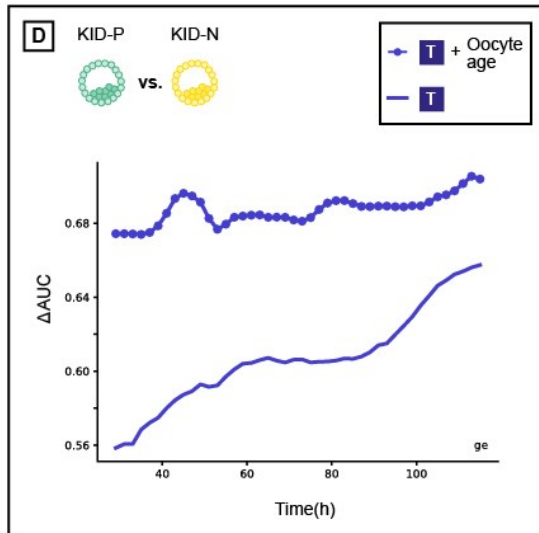 D
KID-P vs. KID-N
T + Oocyte age
T
ΔAUC
0.68
0.64
0.60
0.56
ge
40 60 80 100
Time(h)